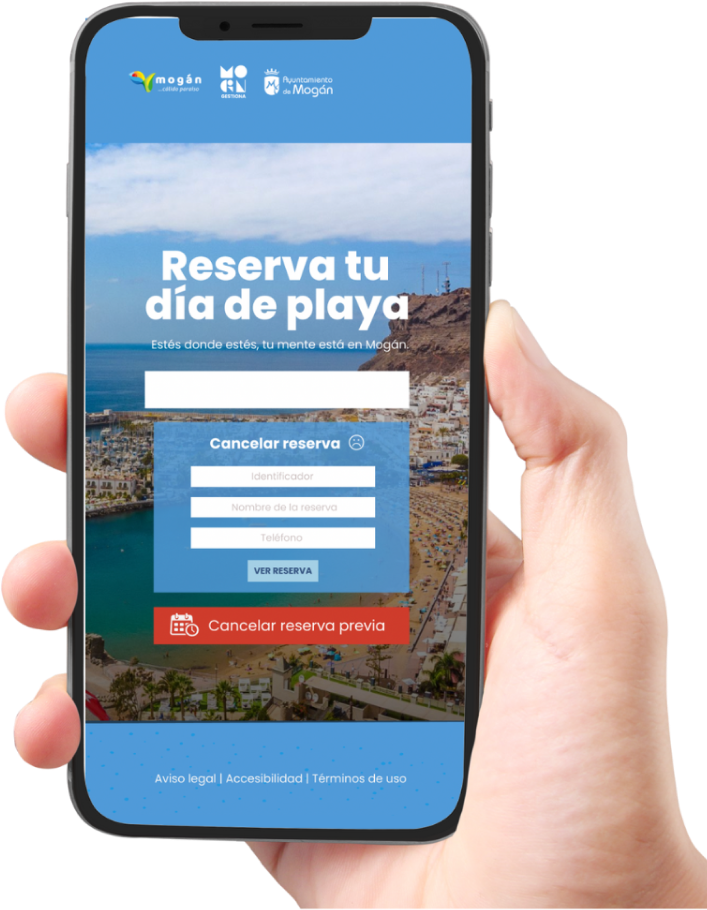 mogán
...cálido paraíso
MO
GN
GESTIONA
Ayuntamiento
de Mogán
Reserva tu
día de playa
Estés donde estés, tu mente está en Mogán.
Cancelar reserva
Identificador
Nombre de la reserva
Teléfono
VER RESERVA
Cancelar reserva previa
Aviso legal | Accesibilidad | Términos de uso